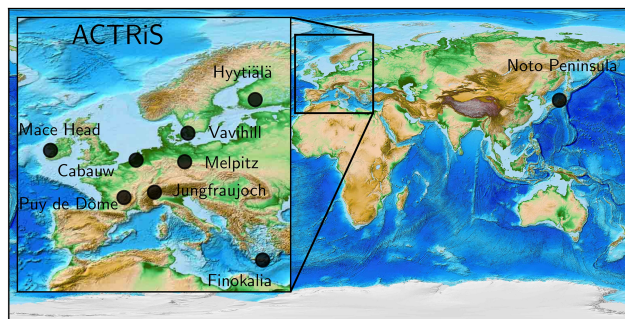 ACTRiS
Hyytiälä
Noto Peninsula
Mace Head
Vavihill
Cabauw
Melpitz
Jungfraujoch
Puy de Dôme
Finokalia